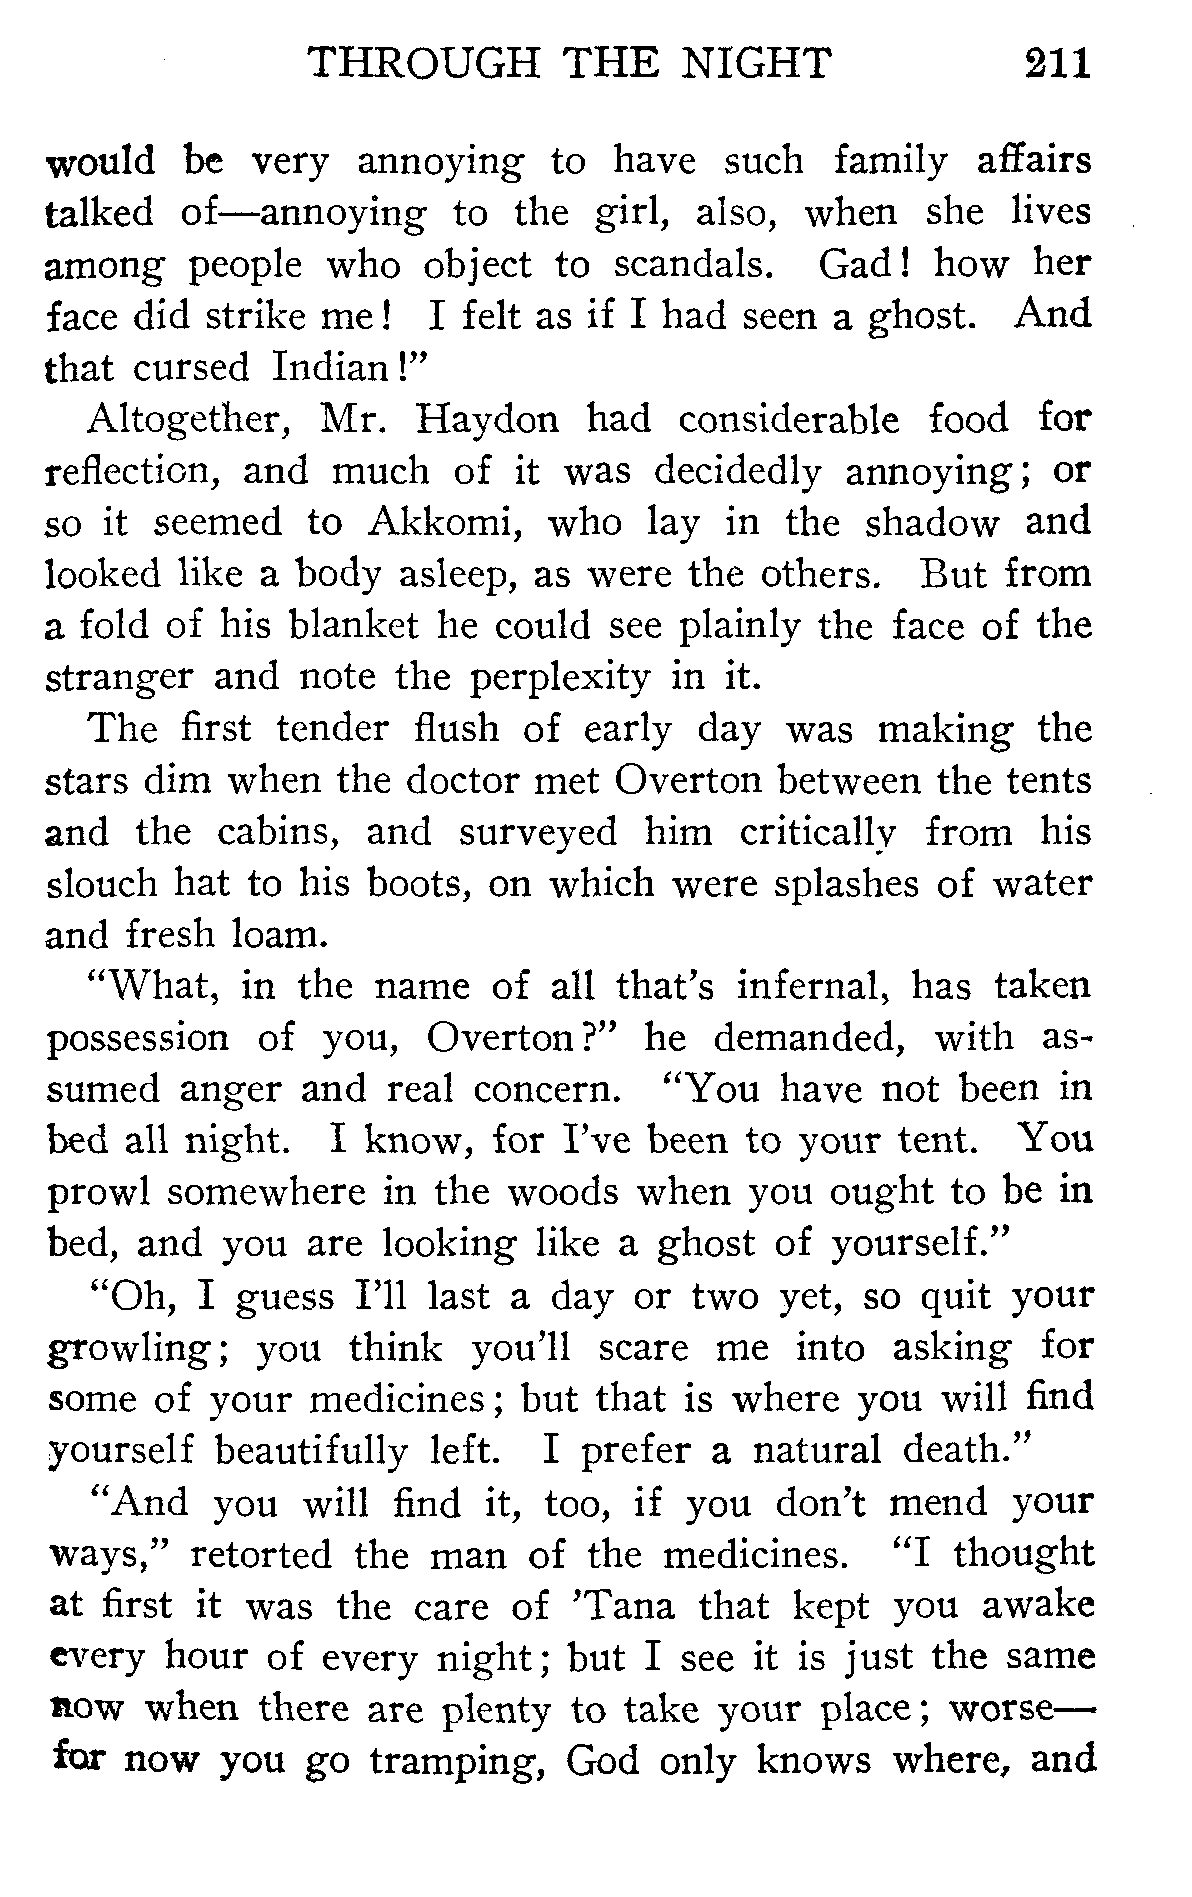 THROUGH THE NIGHT 211
would be very annoying to have such family affairs
talked of—annoying to the girl, also, when she lives
among people who object to scandals. Gad! how her
face did strike me! I felt as if I had seen a ghost. And
that cursed Indian!”
Altogether, Mr. Haydon had considerable food for
reflection, and much of it was decidedly annoying; or
so it seemed to Akkomi, who lay in the shadow and
looked like a body asleep, as were the others. But from
a fold of his blanket he could see plainly the face of the
stranger and note the perplexity in it.
The first tender flush of early day was making the
stars dim when the doctor met Overton between the tents
and the cabins, and surveyed him critically from his
slouch hat to his boots, on which were splashes of water
and fresh loam.
“What, in the name of all that’s infernal, has taken
possession of you, Overton?” he demanded, with as-
sumed anger and real concern. “You have not been in
bed all night. I know, for I’ve been to your tent. You
prowl somewhere in the woods when you ought to be in
bed, and you are looking like a ghost of yourself.”
“Oh, I guess I’ll last a day or two yet, so quit your
growling; you think you’ll scare me into asking for
some of your medicines; but that is where you will find
yourself beautifully left. I prefer a natural death.”
“And you will find it, too, if you don’t mend your
ways,” retorted the man of the medicines. “I thought
at first it was the care of ’Tana that kept you awake
every hour of every night; but I see it is just the same
now when there are plenty to take your place; worse—
for now you go tramping, God only knows where, and